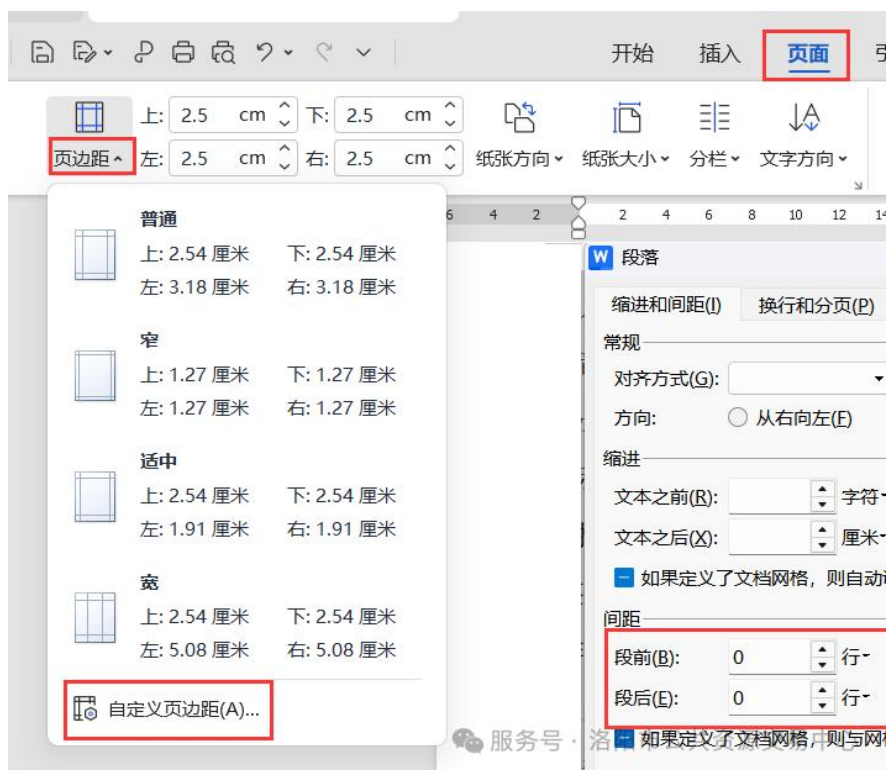 开始 插入 页面
上: 2.5 cm 下: 2.5 cm
页边距 左: 2.5 cm 右: 2.5 cm 纸张方向 纸张大小 分栏 文字方向
6 4 2 2 4 6 8 10 12 14
普通
上: 2.54 厘米 下: 2.54 厘米
左: 3.18 厘米 右: 3.18 厘米
窄
上: 1.27 厘米 下: 1.27 厘米
左: 1.27 厘米 右: 1.27 厘米
适中
上: 2.54 厘米 下: 2.54 厘米
左: 1.91 厘米 右: 1.91 厘米
宽
上: 2.54 厘米 下: 2.54 厘米
左: 5.08 厘米 右: 5.08 厘米
自定义页边距(A)...
W 段落
缩进和间距(I) 换行和分页(P)
常规
对齐方式(G):
方向: 从右向左(F)
缩进
文本之前(R): 字符
文本之后(X): 厘米
如果定义了文档网格，则自动
间距
段前(B): 0 行
段后(E): 0 行
如果定义了文档网格，则与网
服务号 ·